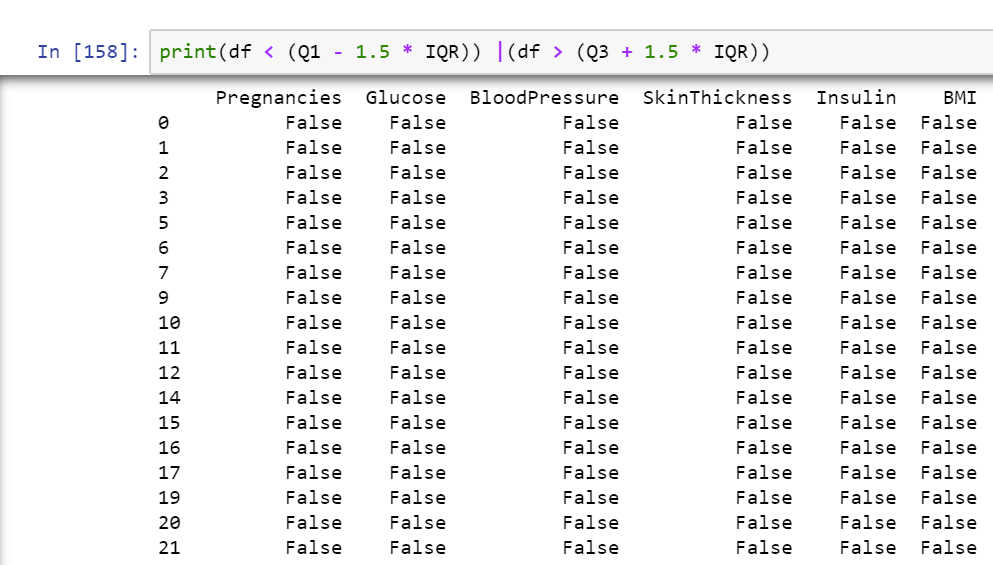 In [158]: print(df < (Q1 - 1.5 * IQR)) |(df > (Q3 + 1.5 * IQR))
Pregnancies Glucose BloodPressure SkinThickness Insulin BMI
0 False False False False False False
1 False False False False False False
2 False False False False False False
3 False False False False False False
5 False False False False False False
6 False False False False False False
7 False False False False False False
9 False False False False False False
10 False False False False False False
11 False False False False False False
12 False False False False False False
14 False False False False False False
15 False False False False False False
16 False False False False False False
17 False False False False False False
19 False False False False False False
20 False False False False False False
21 False False False False False False